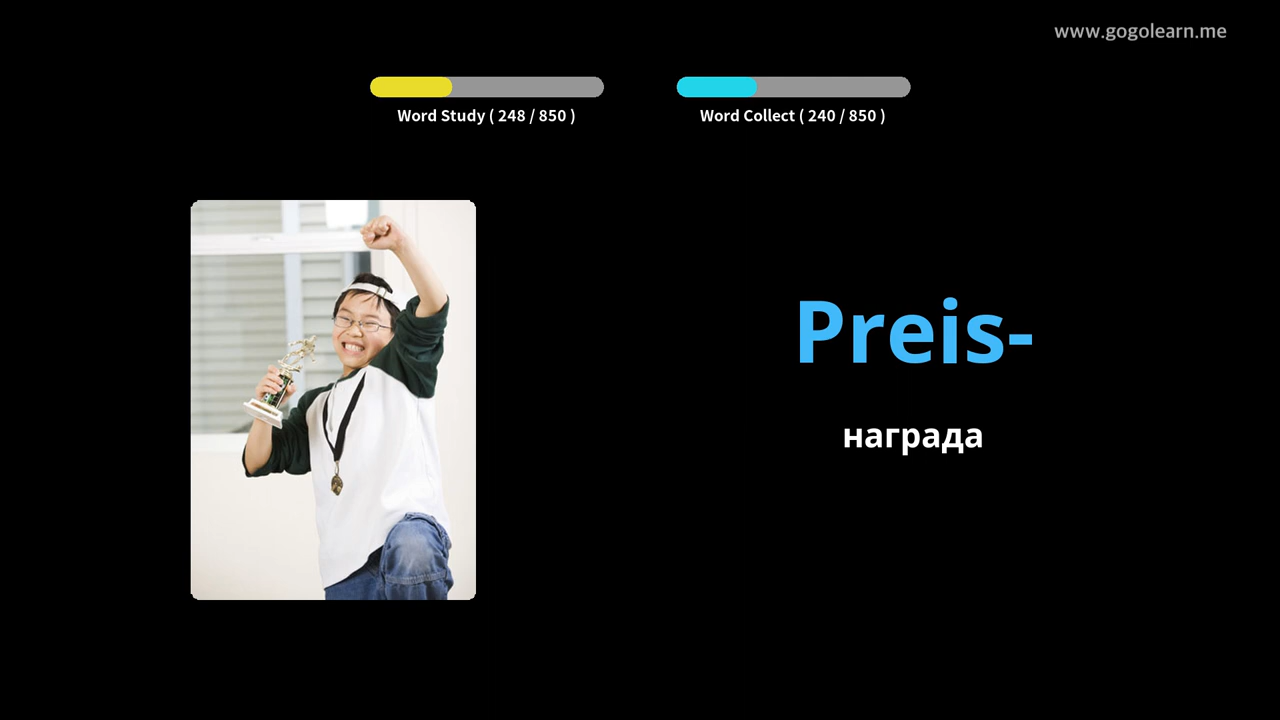 www.gogolearn.me
Word Study ( 248 / 850 )
Word Collect ( 240 / 850 )
Preis-
награда